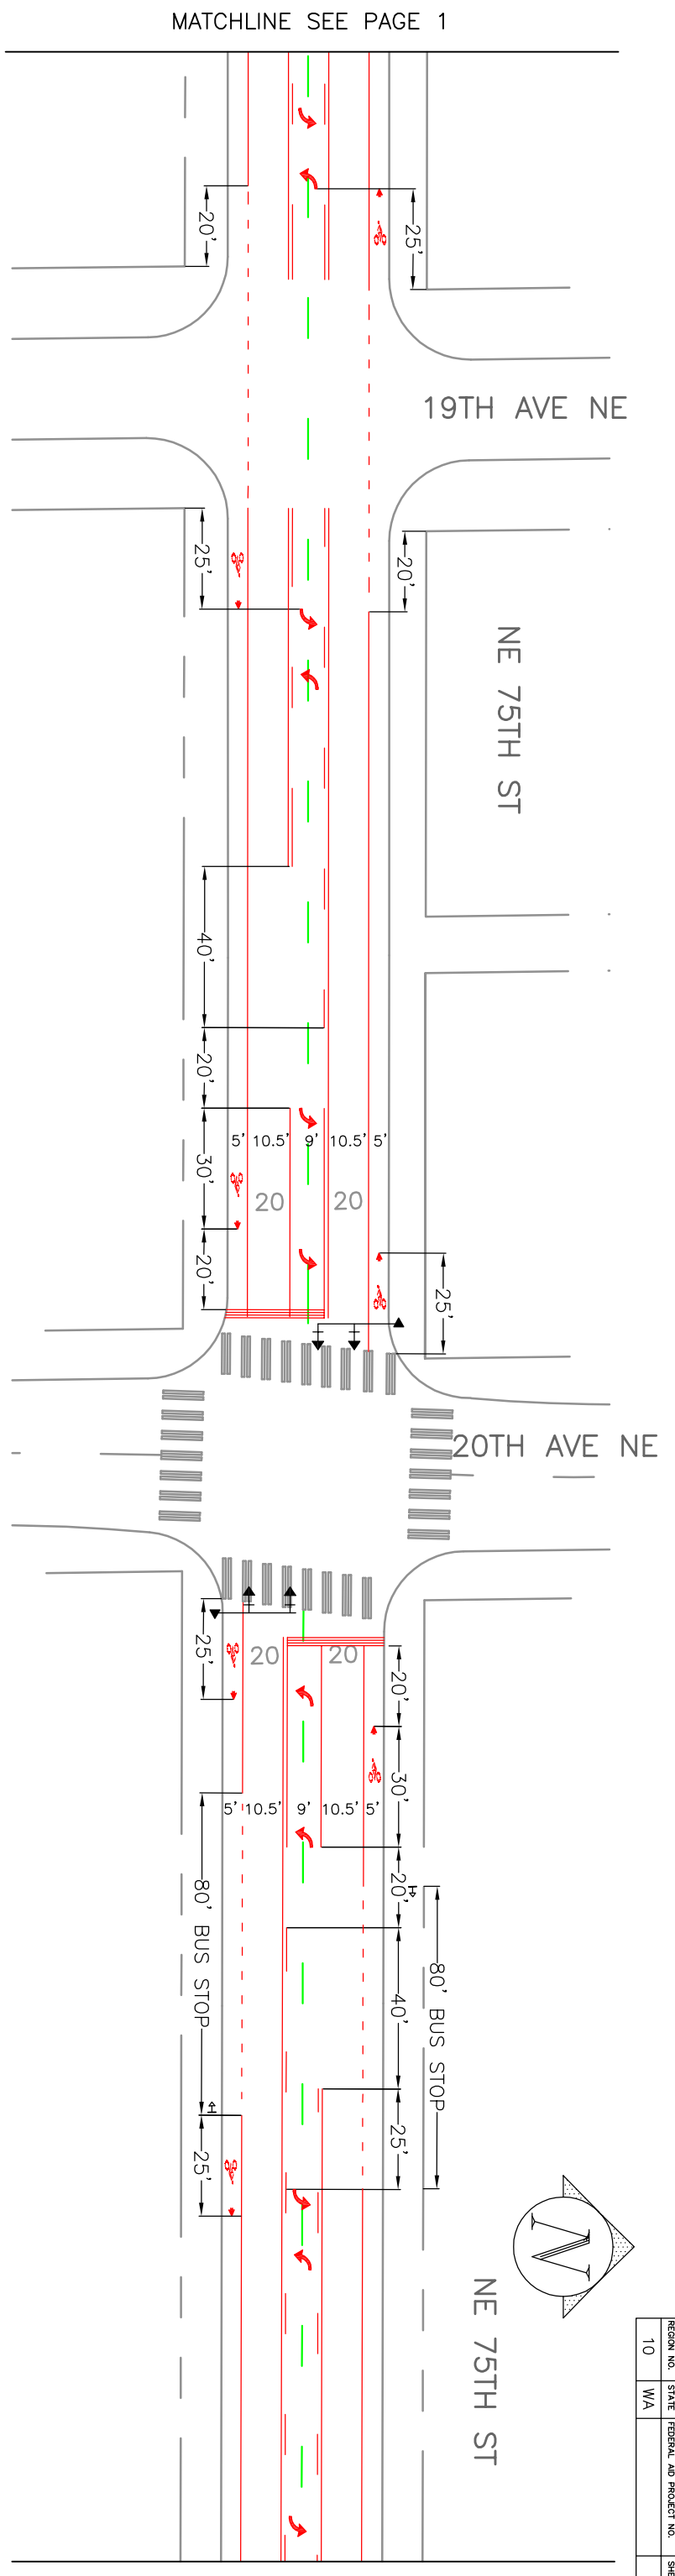 MATCHLINE SEE PAGE 1
20'
25'
19TH AVE NE
25'
20'
NE 75TH ST
40'
20'
5' 10.5' 9' 10.5' 5'
30'
20 20
20'
25'
20TH AVE NE
25'
20 20
20'
30'
5' 10.5' 9' 10.5' 5'
20'
80' BUS STOP
40'
80' BUS STOP
25'
25'
N
NE 75TH ST
REGION NO. STATE FEDERAL AID PROJECT NO. SHE
10 WA